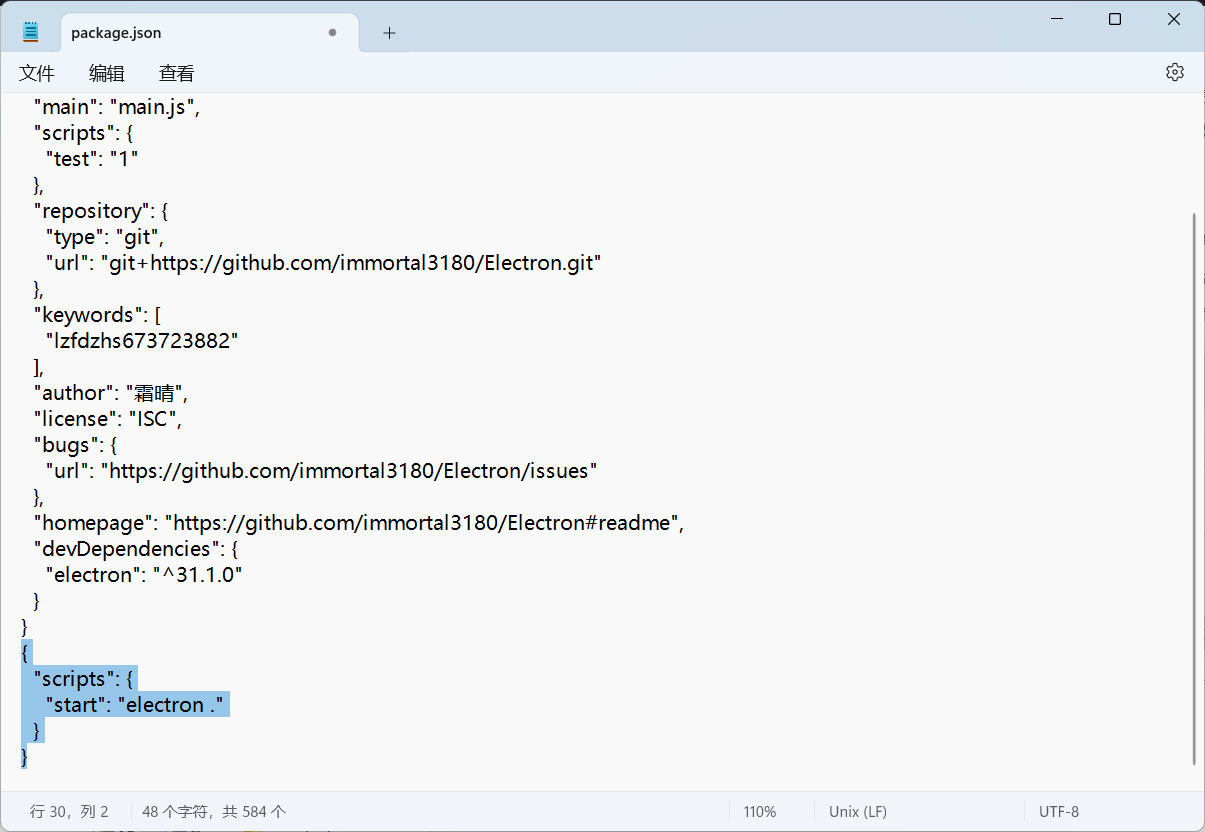 package.json
文件 编辑 查看
"main": "main.js",
"scripts": {
"test": "1"
},
"repository": {
"type": "git",
"url": "git+https://github.com/immortal3180/Electron.git"
},
"keywords": [
"lzfdzhs673723882"
],
"author": "霜晴",
"license": "ISC",
"bugs": {
"url": "https://github.com/immortal3180/Electron/issues"
},
"homepage": "https://github.com/immortal3180/Electron#readme",
"devDependencies": {
"electron": "^31.1.0"
}
}
{
"scripts": {
"start": "electron ."
}
}
行 30，列 2 48 个字符，共 584 个 110% Unix (LF) UTF-8